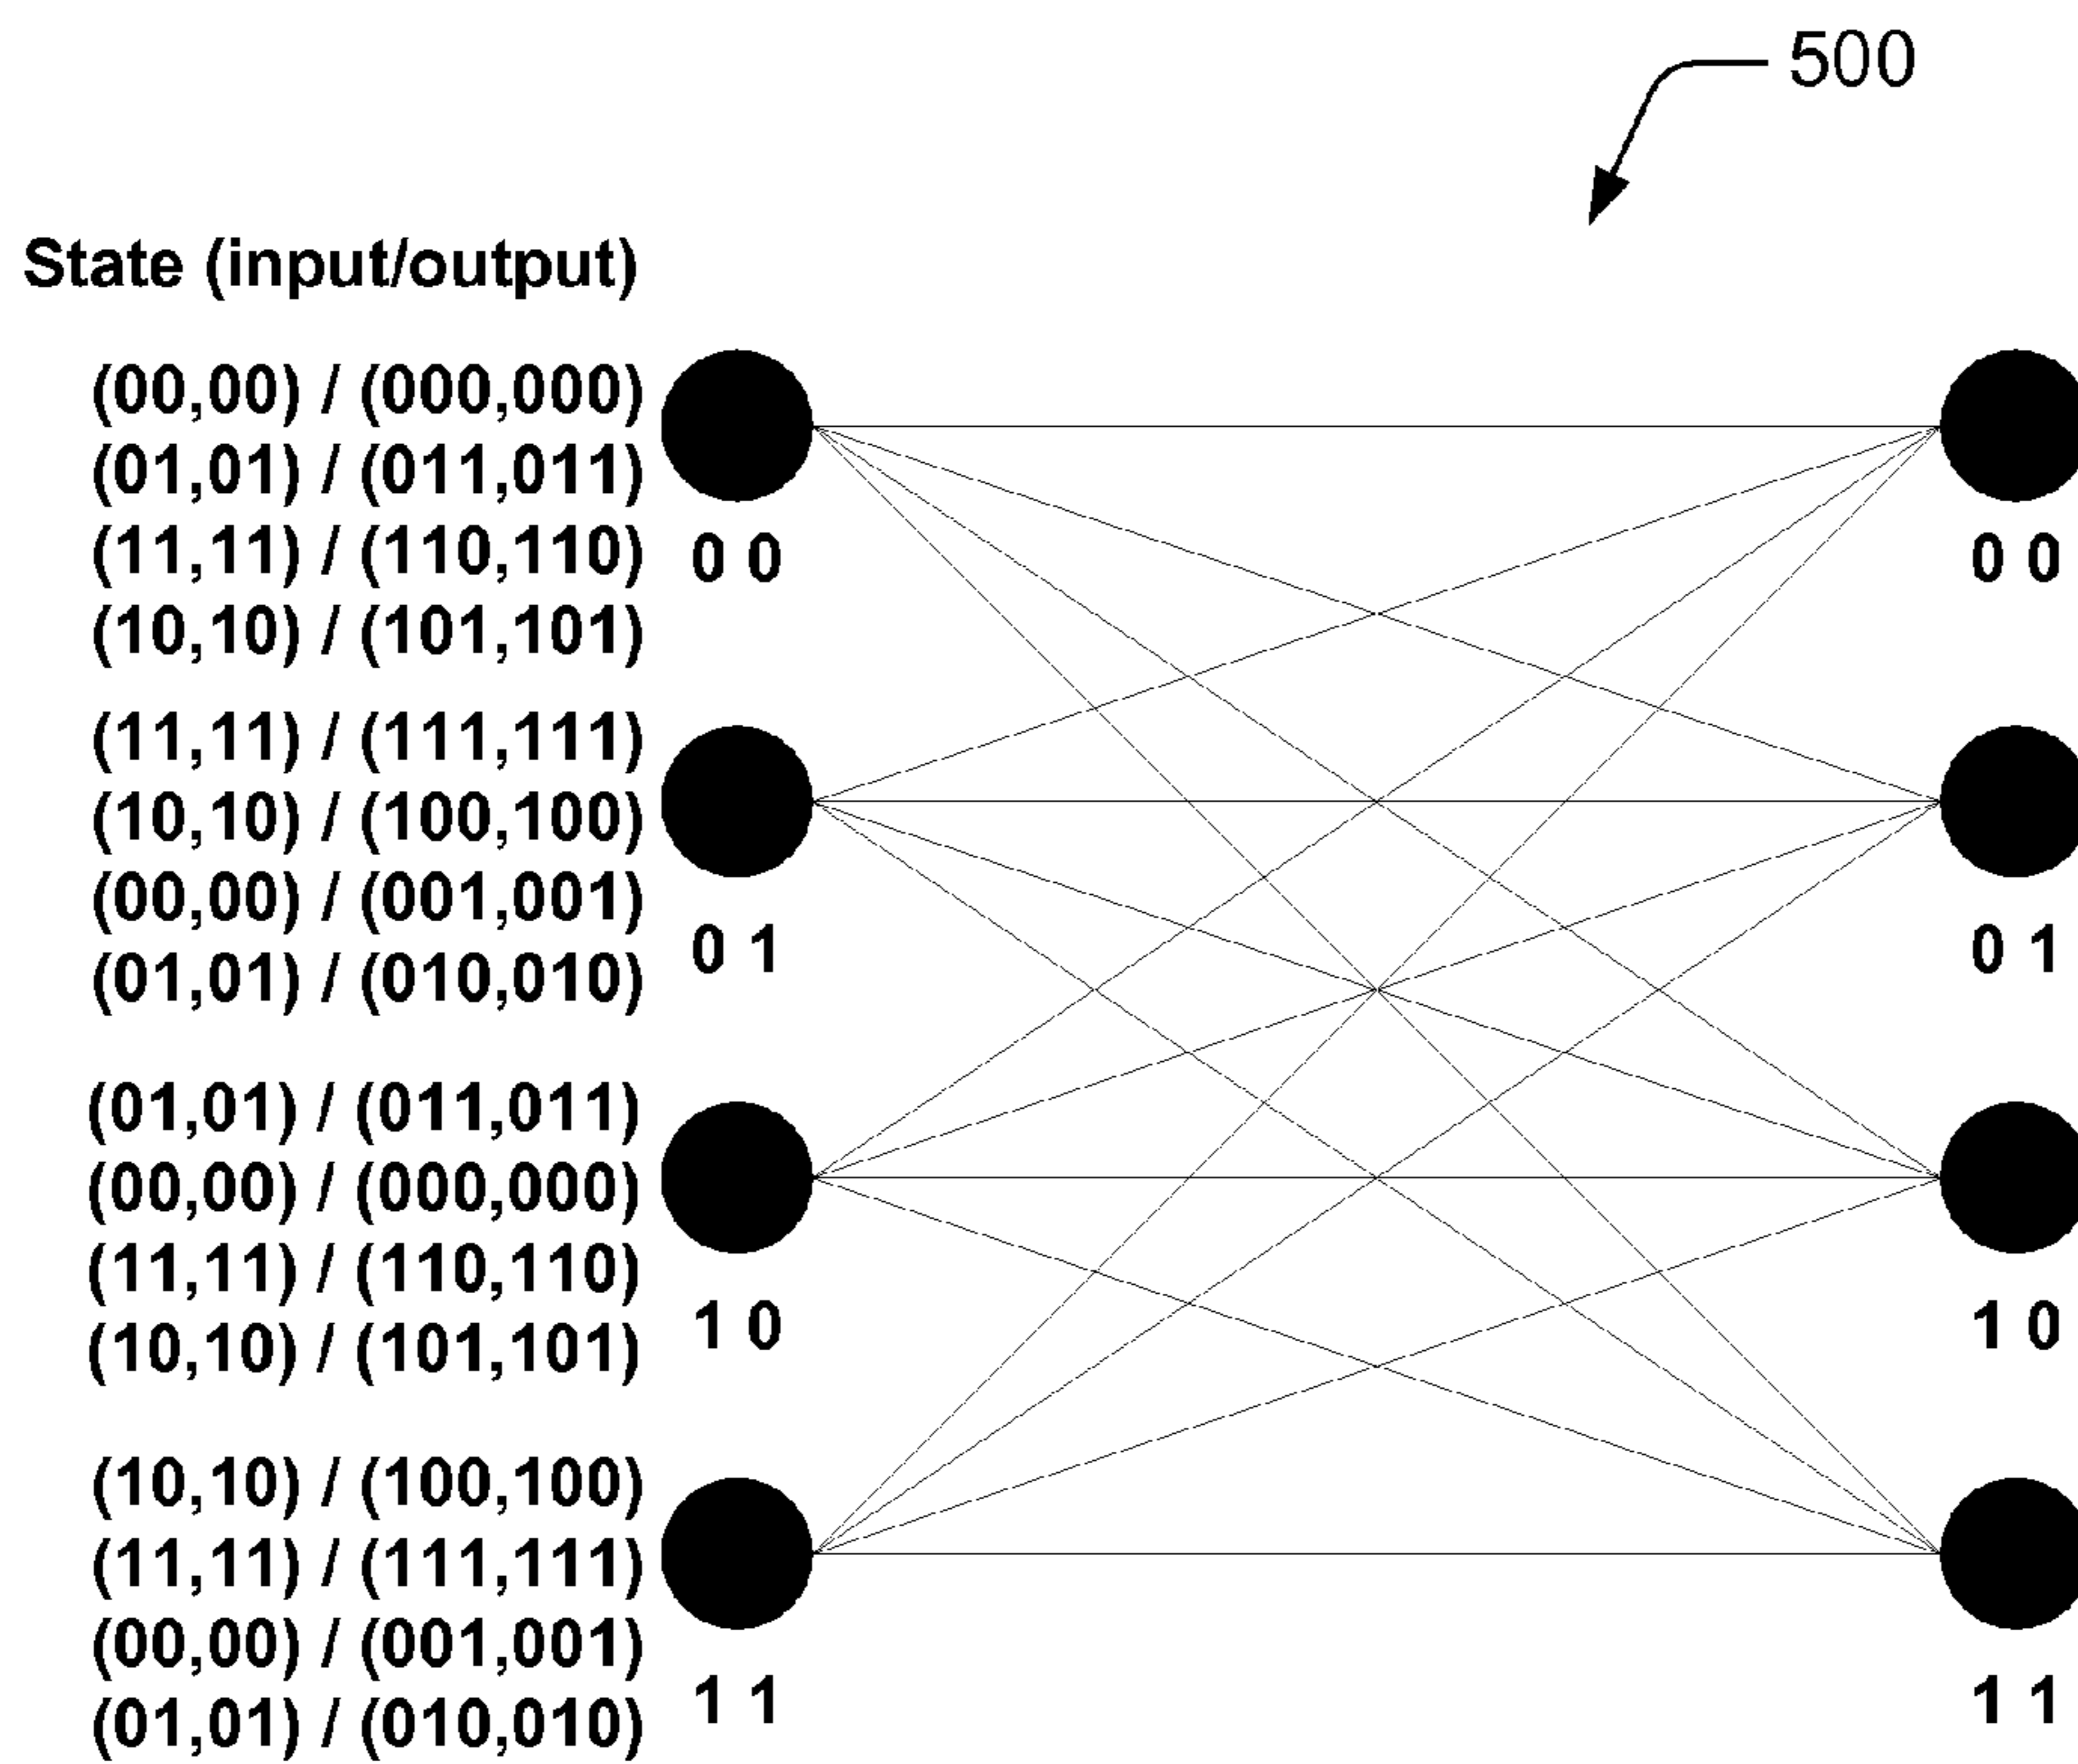 500
State (input/output)
(00,00) / (000,000)
(01,01) / (011,011)
(11,11) / (110,110)
(10,10) / (101,101)
0 0
0 0
(11,11) / (111,111)
(10,10) / (100,100)
(00,00) / (001,001)
(01,01) / (010,010)
0 1
0 1
(01,01) / (011,011)
(00,00) / (000,000)
(11,11) / (110,110)
(10,10) / (101,101)
1 0
1 0
(10,10) / (100,100)
(11,11) / (111,111)
(00,00) / (001,001)
(01,01) / (010,010)
1 1
1 1